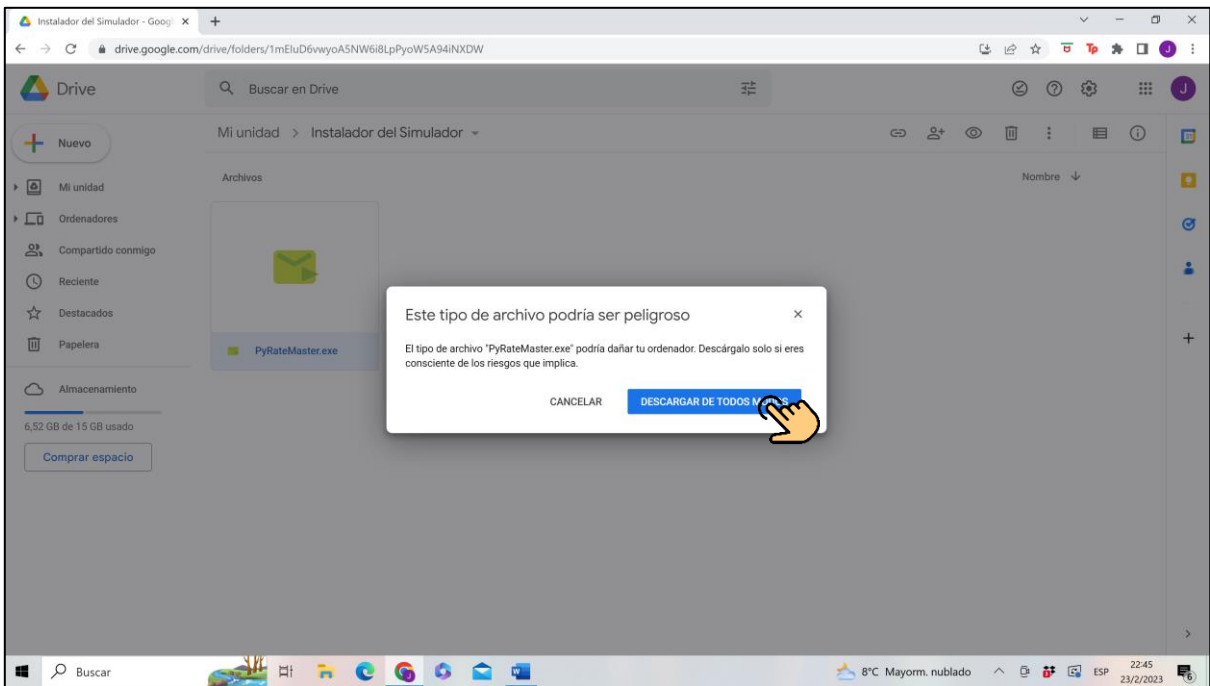 Instalador del Simulador - Goog
drive.google.com/drive/folders/1mEIuD6vwyoA5NW6i8LpPyoW5A94iNXDW
Tp
J
Drive
Buscar en Drive
J
Nuevo
Mi unidad > Instalador del Simulador
Archivos
Nombre
Mi unidad
Ordenadores
Compartido conmigo
Reciente
Destacados
Papelera
PyRateMaster.exe
Almacenamiento
6,52 GB de 15 GB usado
Comprar espacio
Este tipo de archivo podría ser peligroso
El tipo de archivo "PyRateMaster.exe" podría dañar tu ordenador. Descárgalo solo si eres
consciente de los riesgos que implica.
CANCELAR
DESCARGAR DE TODOS
Buscar
8°C Mayorm. nublado
ESP
22:45
23/2/2023
6